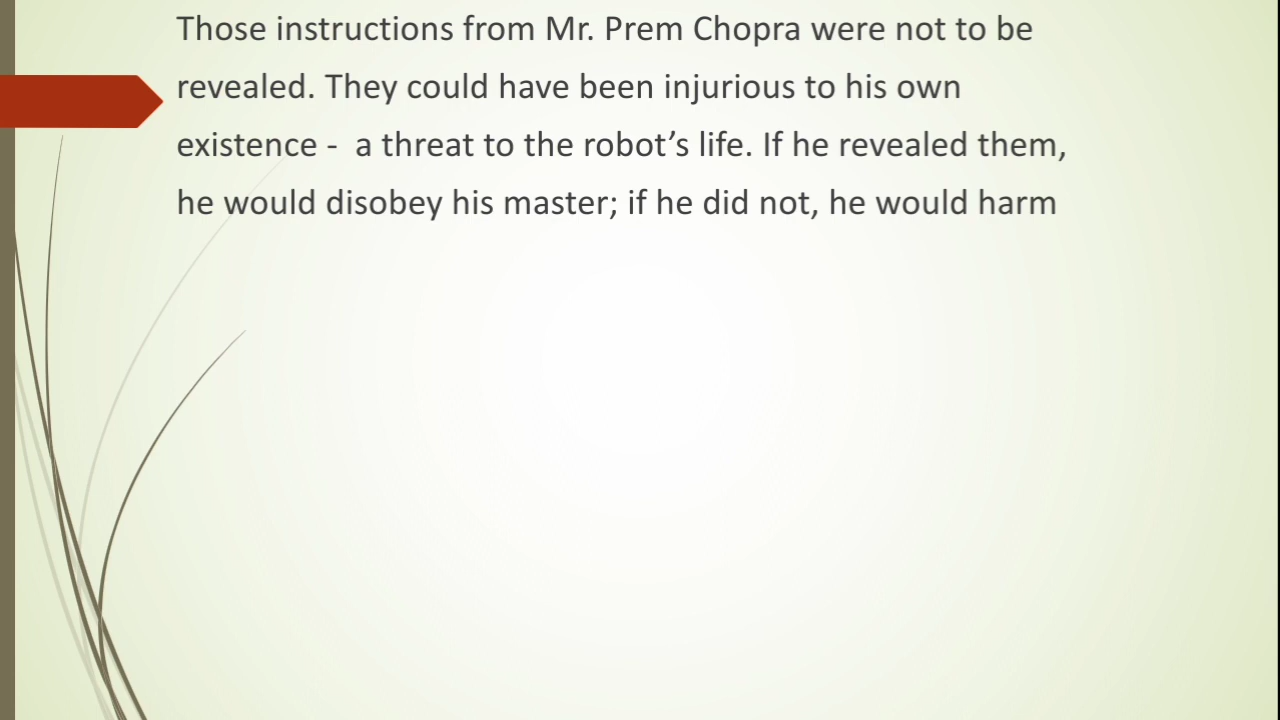 Those instructions from Mr. Prem Chopra were not to be
revealed. They could have been injurious to his own
existence -  a threat to the robot’s life. If he revealed them,
he would disobey his master; if he did not, he would harm